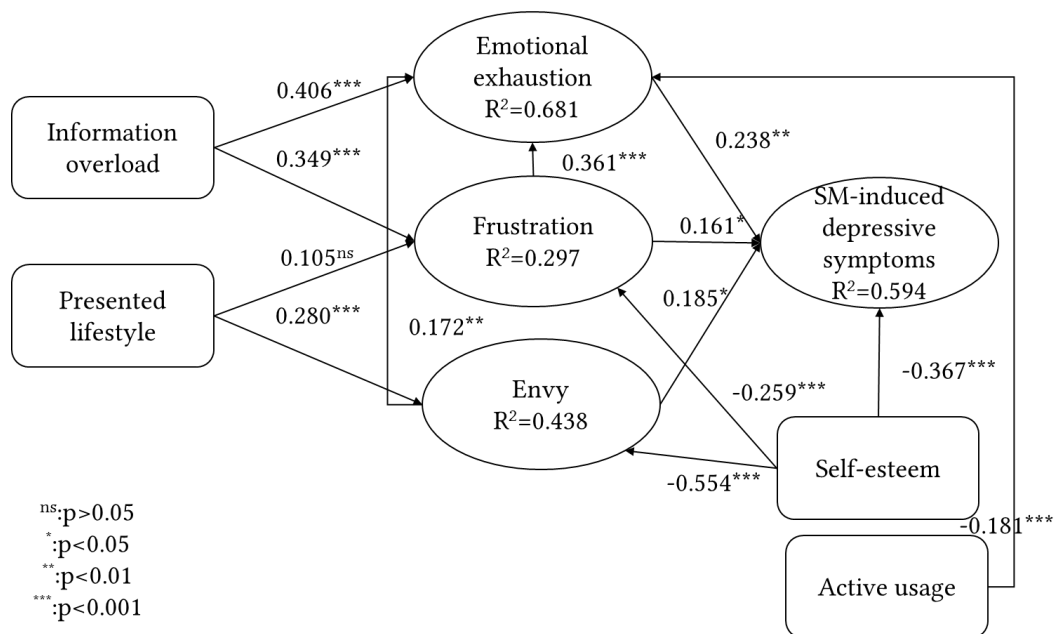 Emotional
exhaustion
R²=0.681
0.406***
Information
overload
0.349***
0.238**
0.361***
SM-induced
depressive
symptoms
R²=0.594
Frustration
R²=0.297
0.161*
0.105ns
Presented
lifestyle
0.280***
0.172**
0.185*
Envy
R²=0.438
-0.259***
-0.367***
-0.554***
Self-esteem
-0.181***
Active usage
ns:p>0.05
*:p<0.05
**:p<0.01
***:p<0.001